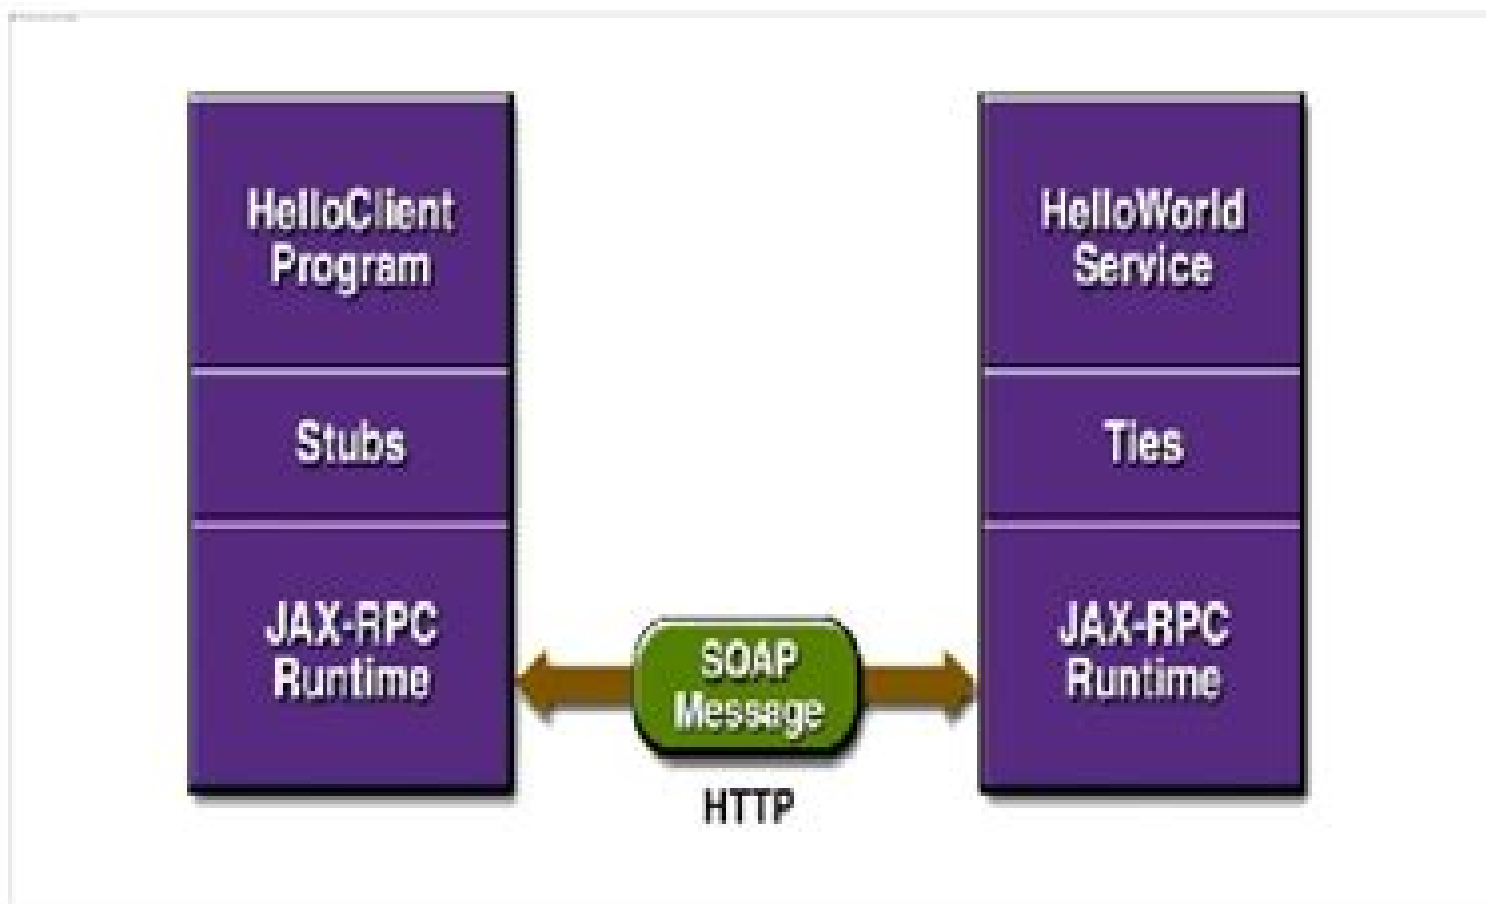 HelloClient
Program
Stubs
JAX-RPC
Runtime
SOAP
Message
HTTP
HelloWorld
Service
Ties
JAX-RPC
Runtime